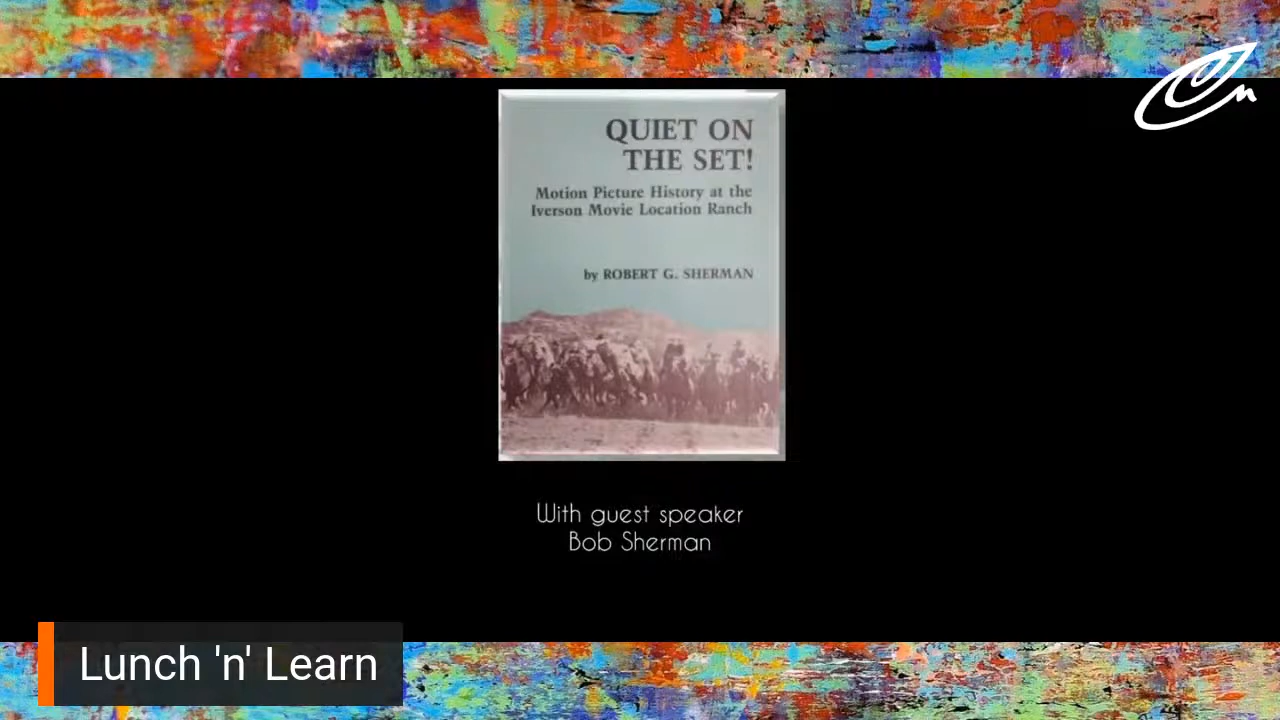 QUIET ON
THE SET!
Motion Picture History at the
Iverson Movie Location Ranch
by ROBERT G. SHERMAN
With guest speaker
Bob Sherman
Lunch 'n' Learn